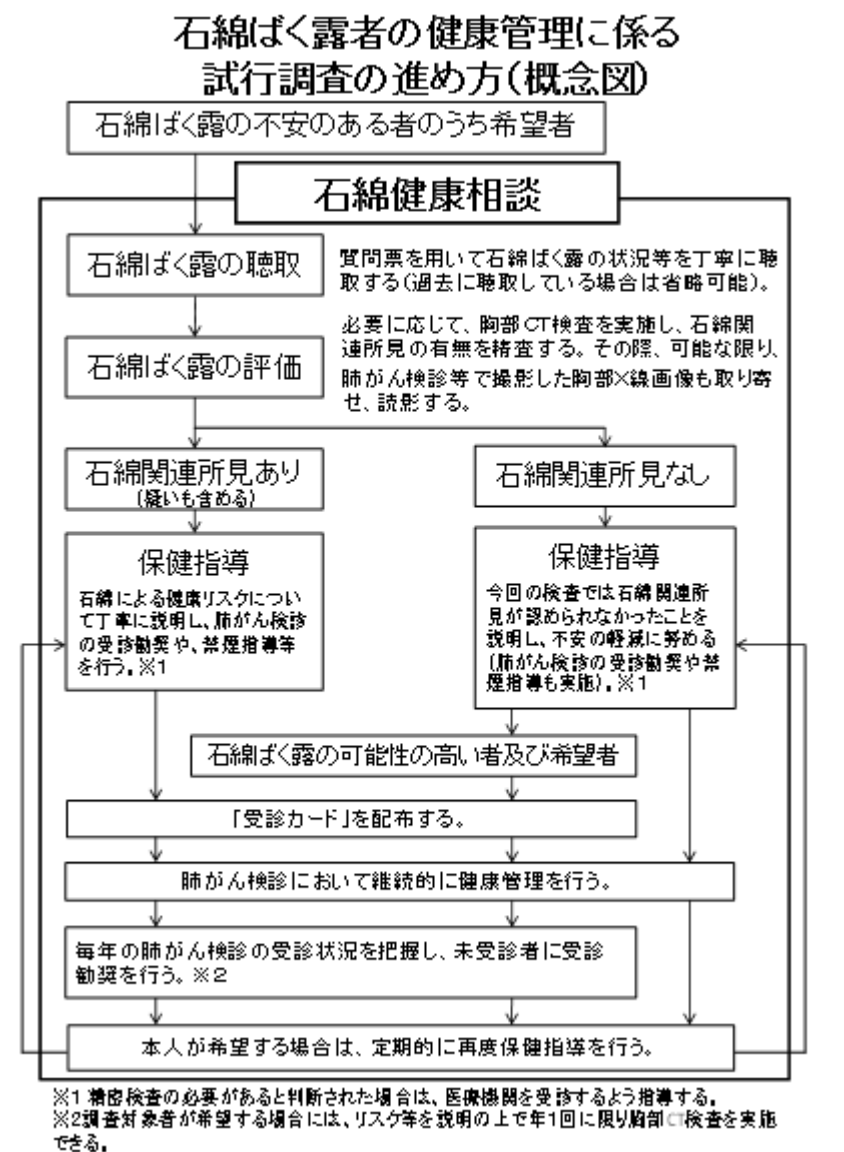 石綿ばく露者の健康管理に係る
試行調査の進め方(概念図)
石綿ばく露の不安のある者のうち希望者
石綿健康相談
石綿ばく露の聴取
質問票を用いて石綿ばく露の状況等を丁寧に聴
取する(過去に聴取している場合は省略可能)。
石綿ばく露の評価
必要に応じて、胸部CT検査を実施し、石綿関
連所見の有無を精査する。その際、可能な限り、
肺がん検診等で撮影した胸部X線画像も取り寄
せ、読影する。
石綿関連所見あり
(疑いも含める)
石綿関連所見なし
保健指導
石綿による健康リスクについ
て丁寧に説明し、肺がん検診
の受診勧奨や、禁煙指導等
を行う。※1
保健指導
今回の検査では石綿関連所
見が認められなかったことを
説明し、不安の軽減に努める
(肺がん検診の受診勧奨や禁
煙指導も実施)。※1
石綿ばく露の可能性の高い者及び希望者
「受診カード」を配布する。
肺がん検診において継続的に健康管理を行う。
毎年の肺がん検診の受診状況を把握し、未受診者に受診
勧奨を行う。※2
本人が希望する場合は、定期的に再度保健指導を行う。
※1 精密検査の必要があると判断された場合は、医療機関を受診するよう指導する。
※2調査対象者が希望する場合には、リスク等を説明の上で年1回に限り胸部CT検査を実施
できる。